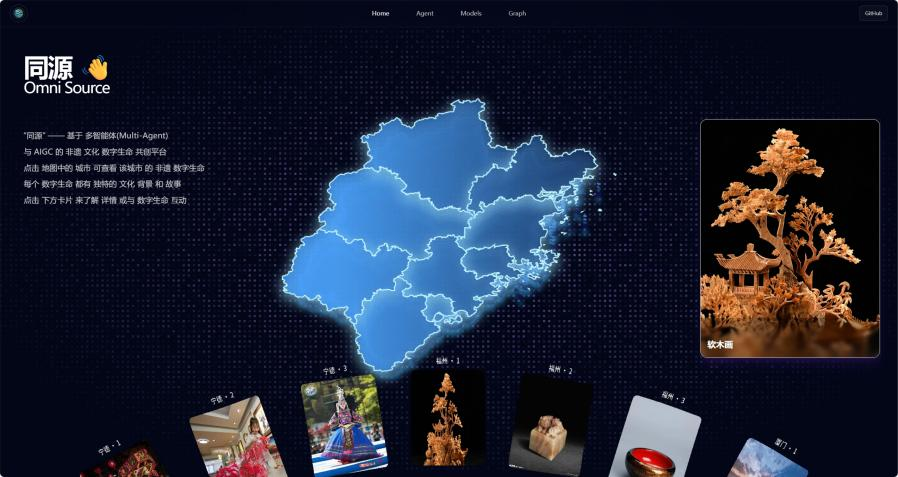 Home
Agent
Models
Graph
GitHub
同源 👋
Omni Source
"同源" —— 基于 多智能体(Multi-Agent)
与 AIGC 的 非遗 文化 数字生命 共创平台
点击 地图中的 城市 可查看 该城市 的 非遗 数字生命
每个 数字生命 都有 独特的 文化 背景 和 故事
点击 下方卡片 来了解 详情 或与 数字生命 互动
软木画
宁德 • 1
宁德 • 2
宁德 • 3
福州 • 1
福州 • 2
福州 • 3
厦门 • 1